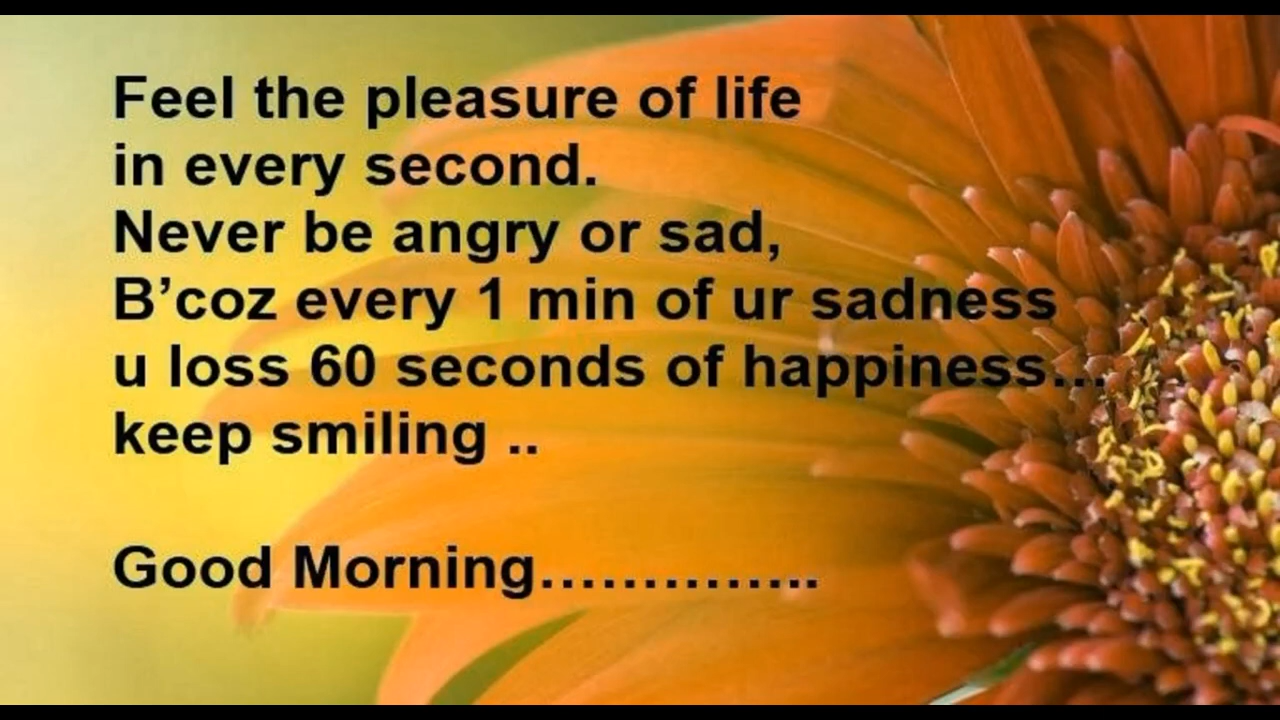 Feel the pleasure of life
in every second.
Never be angry or sad,
B’coz every 1 min of ur sadness
u loss 60 seconds of happiness...
keep smiling ..
Good Morning…………..